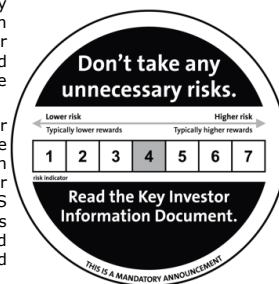 Don't take any
unnecessary risks.
Lower risk Higher risk
Typically lower rewards Typically higher rewards
1 2 3 4 5 6 7
risk indicator
Read the Key Investor
Information Document.
THIS IS A MANDATORY ANNOUNCEMENT